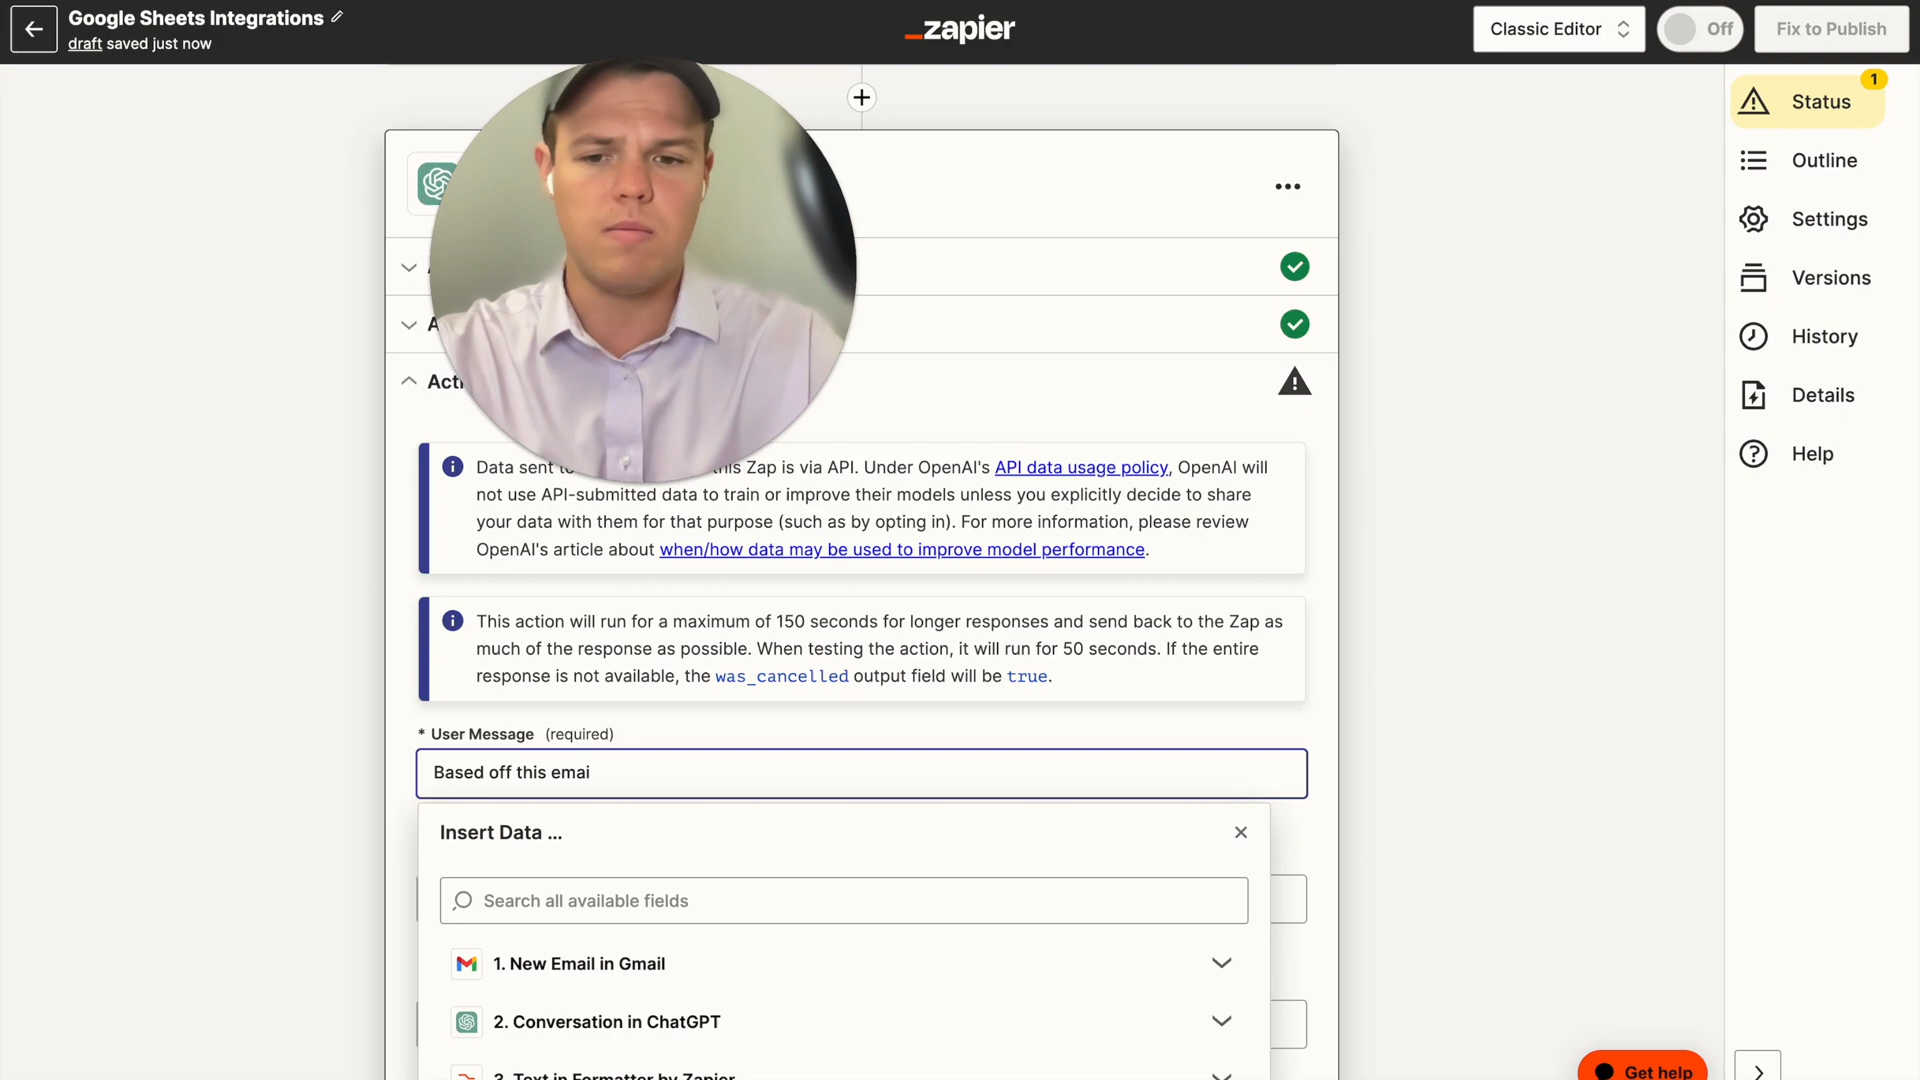 Google Sheets Integrations
draft saved just now
zapier
Classic Editor
Off
Fix to Publish
1
Status
Outline
Settings
Versions
History
Details
Help
Data sent to this Zap is via API. Under OpenAI's API data usage policy, OpenAI will
not use API-submitted data to train or improve their models unless you explicitly decide to share
your data with them for that purpose (such as by opting in). For more information, please review
OpenAI's article about when/how data may be used to improve model performance.
This action will run for a maximum of 150 seconds for longer responses and send back to the Zap as
much of the response as possible. When testing the action, it will run for 50 seconds. If the entire
response is not available, the was_cancelled output field will be true.
* User Message (required)
Based off this emai
Insert Data ...
Search all available fields
1. New Email in Gmail
2. Conversation in ChatGPT
3. Text in Formatter by Zapier
Get help